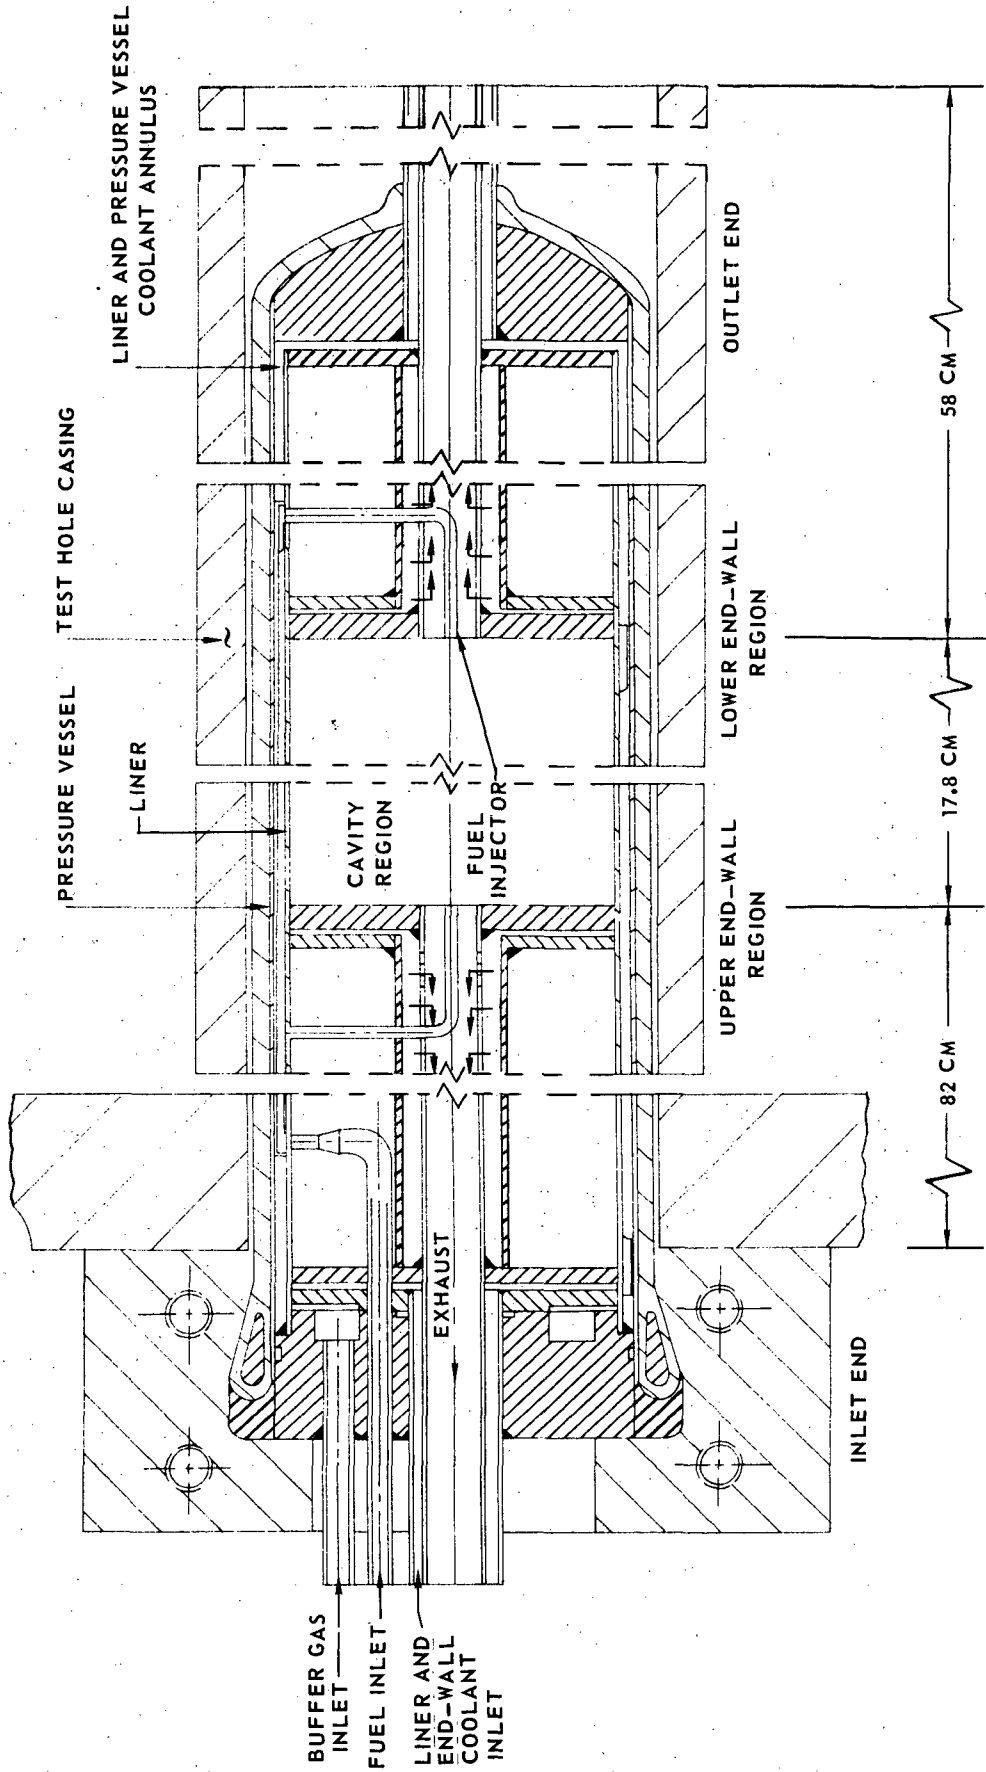 LINER AND PRESSURE VESSEL
COOLANT ANNULUS
TEST HOLE CASING
PRESSURE VESSEL
LINER
CAVITY
REGION
FUEL
INJECTOR
EXHAUST
BUFFER GAS
INLET
FUEL INLET
LINER AND
END-WALL
COOLANT
INLET
INLET END
UPPER END-WALL
REGION
LOWER END-WALL
REGION
OUTLET END
82 CM
17.8 CM
58 CM